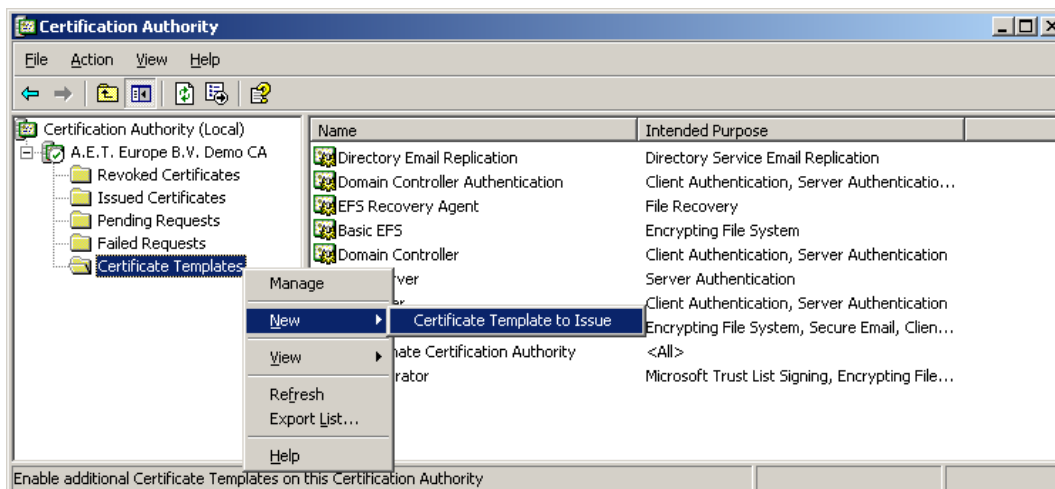 Certification Authority
File Action View Help
Certification Authority (Local)
A.E.T. Europe B.V. Demo CA
Revoked Certificates
Issued Certificates
Pending Requests
Failed Requests
Certificate Templates
Name Intended Purpose
Directory Email Replication Directory Service Email Replication
Domain Controller Authentication Client Authentication, Server Authenticatio...
EFS Recovery Agent File Recovery
Basic EFS Encrypting File System
Domain Controller Client Authentication, Server Authentication
Server Authentication
Client Authentication, Server Authentication
Encrypting File System, Secure Email, Clien...
Certification Authority <All>
Microsoft Trust List Signing, Encrypting File...
Manage
New
Certificate Template to Issue
View
Refresh
Export List...
Help
Enable additional Certificate Templates on this Certification Authority